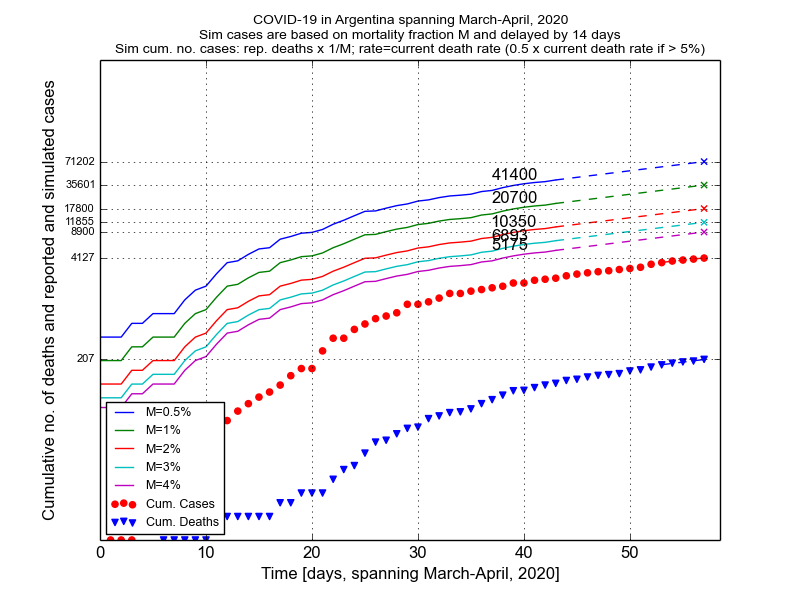 COVID-19 in Argentina spanning March-April, 2020
Sim cases are based on mortality fraction M and delayed by 14 days
Sim cum. no. cases: rep. deaths x 1/M; rate=current death rate (0.5 x current death rate if > 5%)
Cumulative no. of deaths and reported and simulated cases
71202
35601
17800
11855
8900
4127
207
41400
20700
10350
6893
5175
M=0.5%
M=1%
M=2%
M=3%
M=4%
Cum. Cases
Cum. Deaths
0 10 20 30 40 50
Time [days, spanning March-April, 2020]